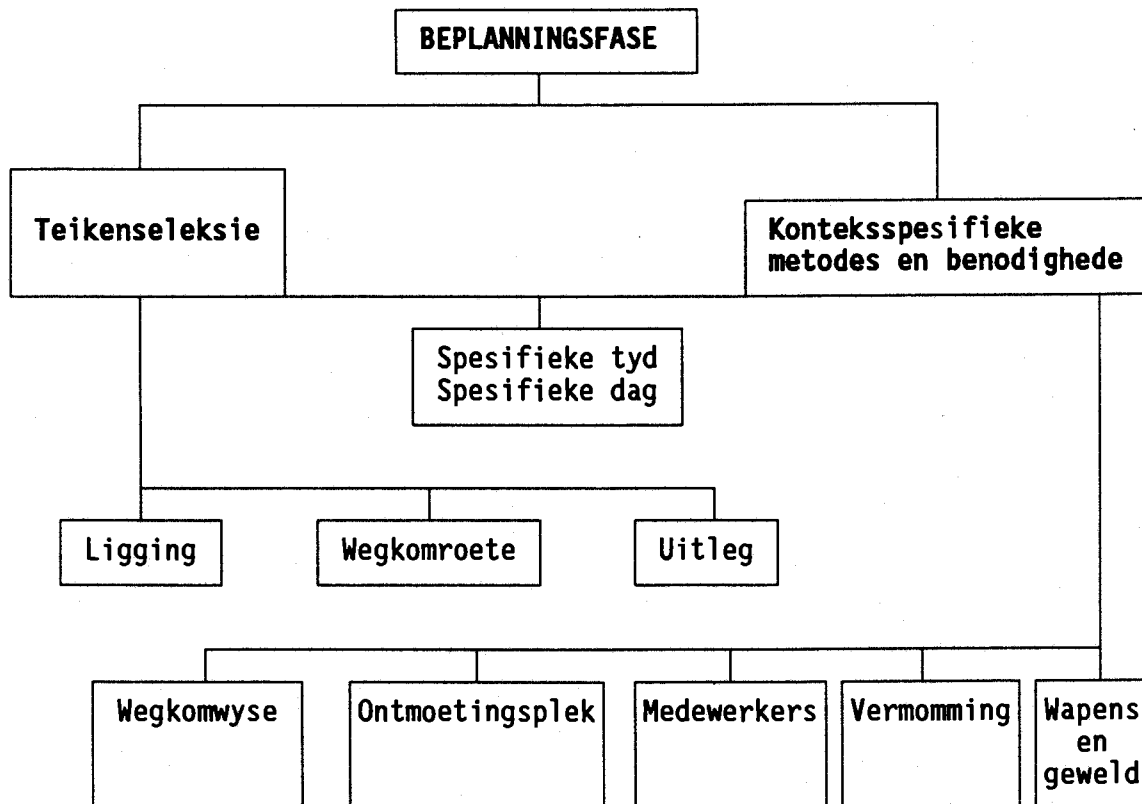 BEPLANNINGSFASE
Teikenseleksie
Konteksspesifieke
metodes en benodighede
Spesifieke tyd
Spesifieke dag
Ligging
Wegkomroete
Uitleg
Wegkomwyse
Ontmoetingsplek
Medewerkers
Vermomming
Wapens
en
geweld